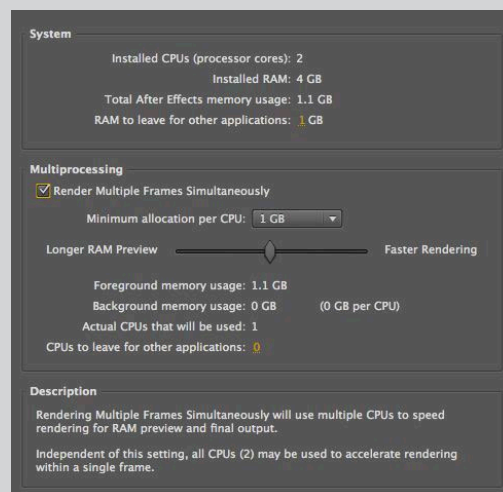 System
Installed CPUs (processor cores): 2
Installed RAM: 4 GB
Total After Effects memory usage: 1.1 GB
RAM to leave for other applications: 1 GB
Multiprocessing
Render Multiple Frames Simultaneously
Minimum allocation per CPU: 1 GB
Longer RAM Preview Faster Rendering
Foreground memory usage: 1.1 GB
Background memory usage: 0 GB (0 GB per CPU)
Actual CPUs that will be used: 1
CPUs to leave for other applications: 0
Description
Rendering Multiple Frames Simultaneously will use multiple CPUs to speed
rendering for RAM preview and final output.
Independent of this setting, all CPUs (2) may be used to accelerate rendering
within a single frame.